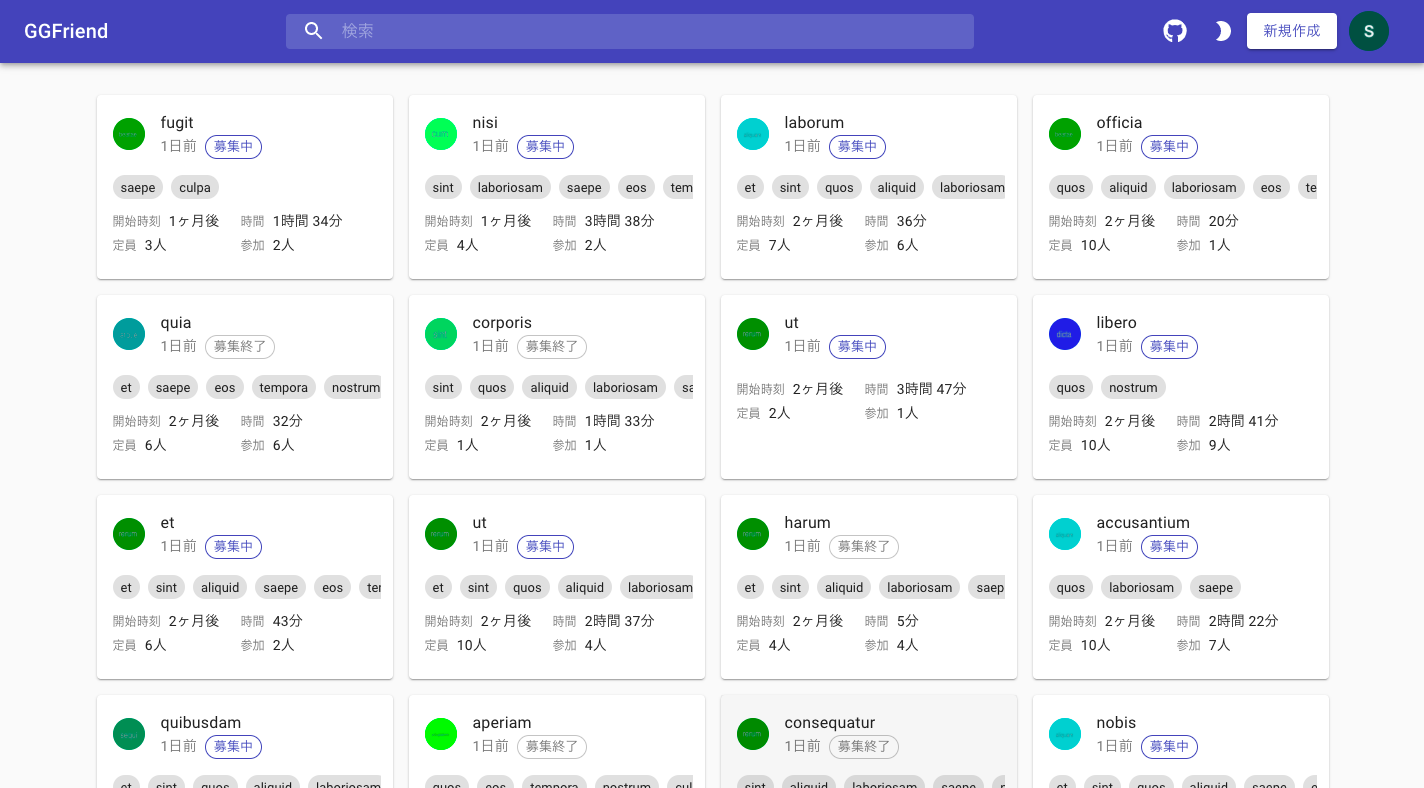 GGFriend
検索
新規作成
S
fugit
1日前 募集中
saepe culpa
開始時刻 1ヶ月後 時間 1時間 34分
定員 3人 参加 2人
nisi
1日前 募集中
sint laboriosam saepe eos tem
開始時刻 1ヶ月後 時間 3時間 38分
定員 4人 参加 2人
laborum
1日前 募集中
et sint quos aliquid laboriosam
開始時刻 2ヶ月後 時間 36分
定員 7人 参加 6人
officia
1日前 募集中
quos aliquid laboriosam eos te
開始時刻 2ヶ月後 時間 20分
定員 10人 参加 1人
quia
1日前 募集終了
et saepe eos tempora nostrum
開始時刻 2ヶ月後 時間 32分
定員 6人 参加 6人
corporis
1日前 募集終了
sint quos aliquid laboriosam sa
開始時刻 2ヶ月後 時間 1時間 33分
定員 1人 参加 1人
ut
1日前 募集中
開始時刻 2ヶ月後 時間 3時間 47分
定員 2人 参加 1人
dicta
libero
1日前 募集中
quos nostrum
開始時刻 2ヶ月後 時間 2時間 41分
定員 10人 参加 9人
et
1日前 募集中
et sint aliquid saepe eos ter
開始時刻 2ヶ月後 時間 43分
定員 6人 参加 2人
ut
1日前 募集中
et sint quos aliquid laboriosam
開始時刻 2ヶ月後 時間 2時間 37分
定員 10人 参加 4人
harum
1日前 募集終了
et sint aliquid laboriosam saep
開始時刻 2ヶ月後 時間 5分
定員 4人 参加 4人
accusantium
1日前 募集中
quos laboriosam saepe
開始時刻 2ヶ月後 時間 2時間 22分
定員 10人 参加 7人
quibusdam
1日前 募集中
et sint quos aliquid laboriosam
aperiam
1日前 募集終了
quos eos tempora nostrum cul
consequatur
1日前 募集終了
sint aliquid laboriosam saepe
nobis
1日前 募集中
et sint quos aliquid saepe e